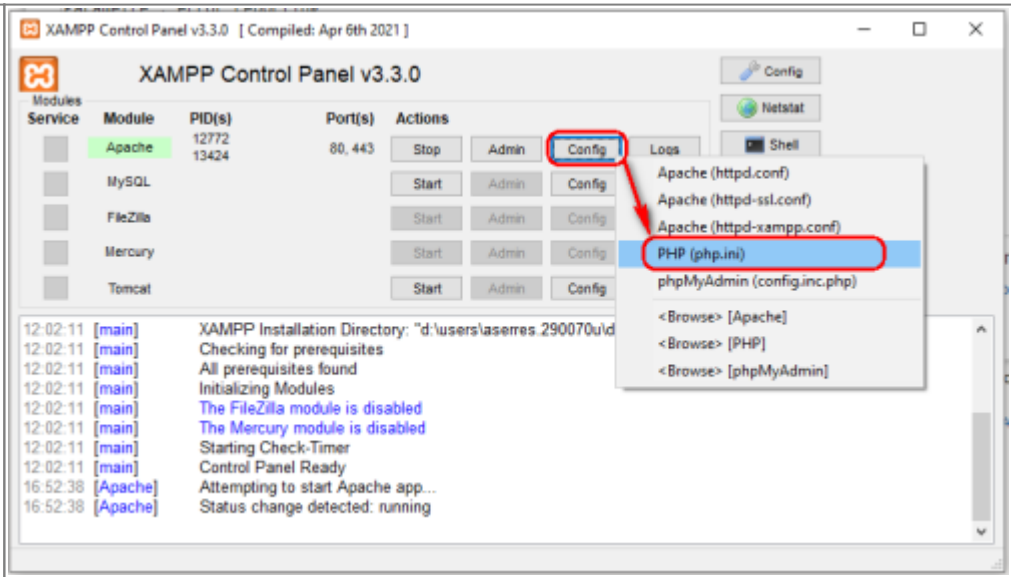 XAMPP Control Panel v3.3.0 [ Compiled: Apr 6th 2021 ]
XAMPP Control Panel v3.3.0
Config
Modules
Service Module PID(s) Port(s) Actions
Netstat
Apache 12772 13424 80, 443 Stop Admin Config Logs
Shell
MySQL Start Admin Config
FileZilla Start Admin Config
Mercury Start Admin Config
Tomcat Start Admin Config
Apache (httpd.conf)
Apache (httpd-ssl.conf)
Apache (httpd-xampp.conf)
PHP (php.ini)
phpMyAdmin (config.inc.php)
<Browse> [Apache]
<Browse> [PHP]
<Browse> [phpMyAdmin]
12:02:11 [main] XAMPP Installation Directory: "d:\users\aserres.290070u\d
12:02:11 [main] Checking for prerequisites
12:02:11 [main] All prerequisites found
12:02:11 [main] Initializing Modules
12:02:11 [main] The FileZilla module is disabled
12:02:11 [main] The Mercury module is disabled
12:02:11 [main] Starting Check-Timer
12:02:11 [main] Control Panel Ready
16:52:38 [Apache] Attempting to start Apache app...
16:52:38 [Apache] Status change detected: running